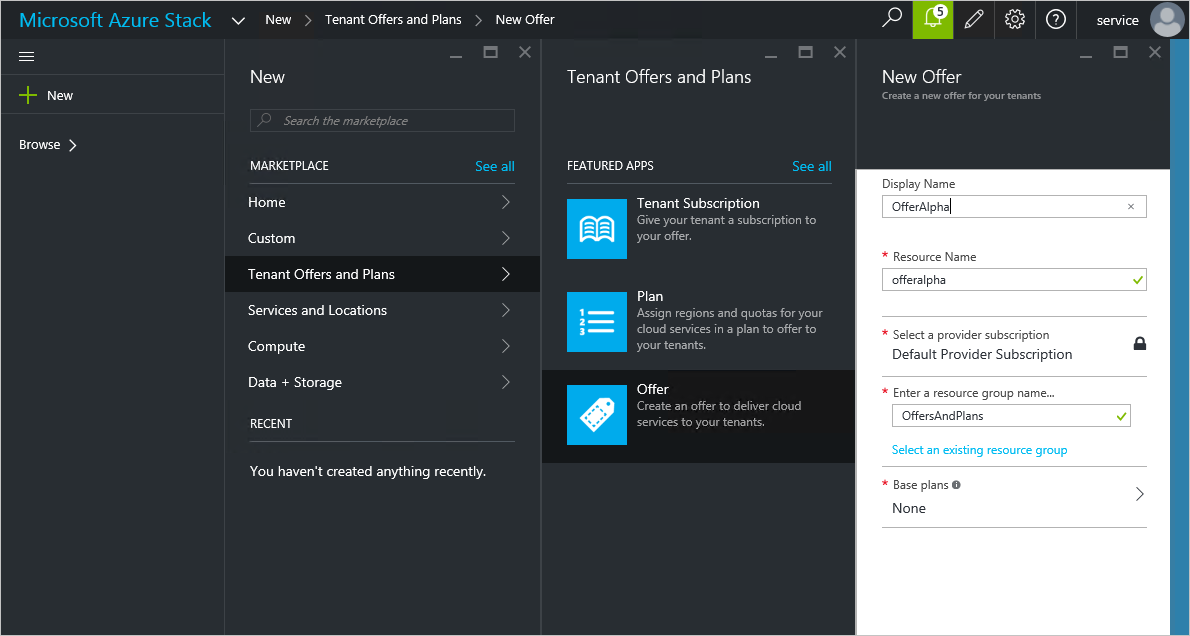 Microsoft Azure Stack
New
Tenant Offers and Plans
New Offer
5
service
New
Browse
New
Search the marketplace
MARKETPLACE
See all
Home
Custom
Tenant Offers and Plans
Services and Locations
Compute
Data + Storage
RECENT
You haven't created anything recently.
Tenant Offers and Plans
FEATURED APPS
See all
Tenant Subscription
Give your tenant a subscription to
your offer.
1
2
3
Plan
Assign regions and quotas for your
cloud services in a plan to offer to
your tenants.
Offer
Create an offer to deliver cloud
services to your tenants.
New Offer
Create a new offer for your tenants
Display Name
OfferAlpha
* Resource Name
offeralpha
* Select a provider subscription
Default Provider Subscription
* Enter a resource group name...
OffersAndPlans
Select an existing resource group
* Base plans
None